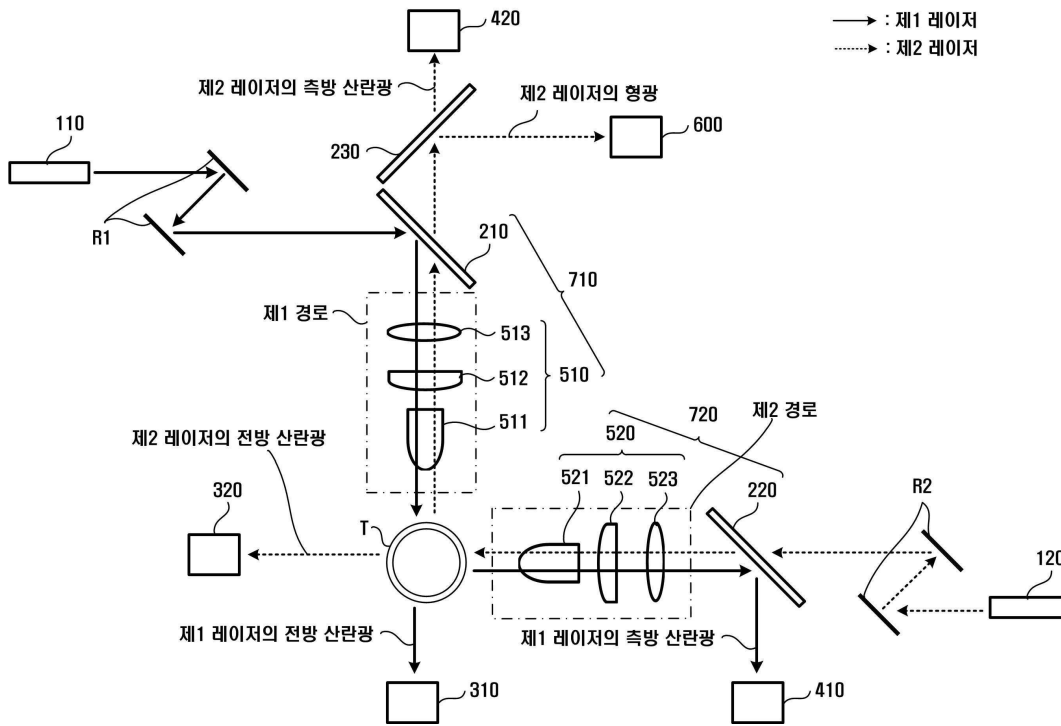 420
: 제1 레이저
: 제2 레이저
제2 레이저의 측방 산란광
제2 레이저의 형광
110
230
600
R1
210
710
제1 경로
513
512
510
511
제2 레이저의 전방 산란광
720
제2 경로
520
320
521
522
523
220
R2
T
120
제1 레이저의 전방 산란광
제1 레이저의 측방 산란광
310
410